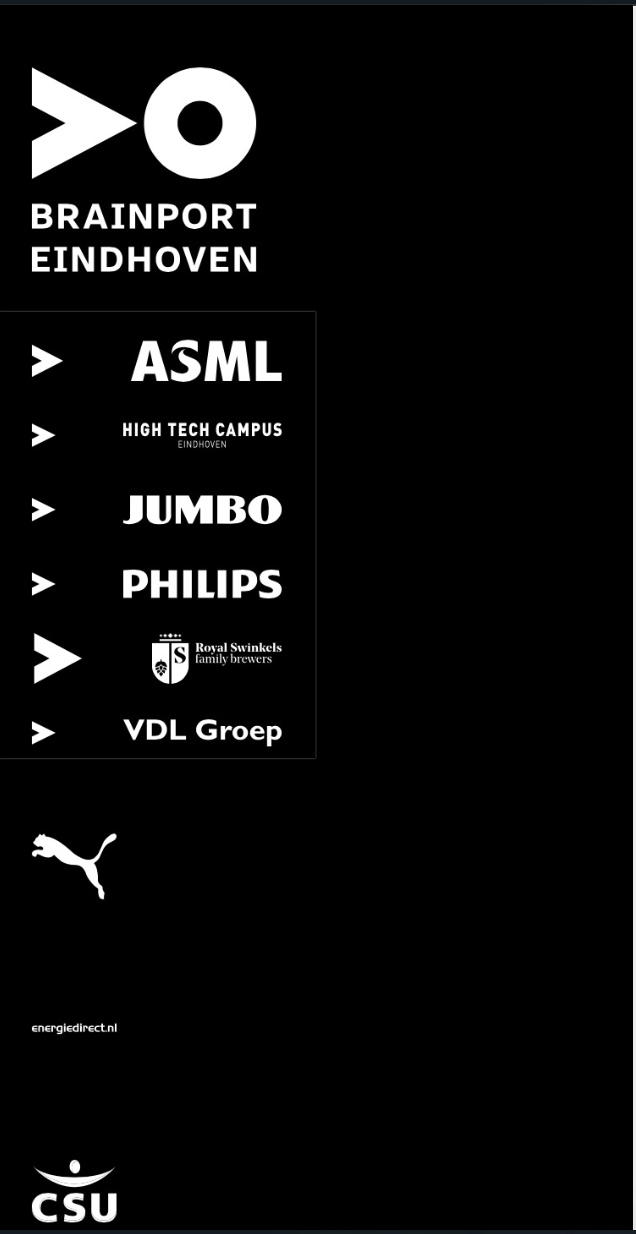 BRAINPORT
EINDHOVEN
ASML
HIGH TECH CAMPUS
EINDHOVEN
JUMBO
PHILIPS
S
Royal Swinkels
family brewers
VDL Groep
energiedirect.nl
CSU